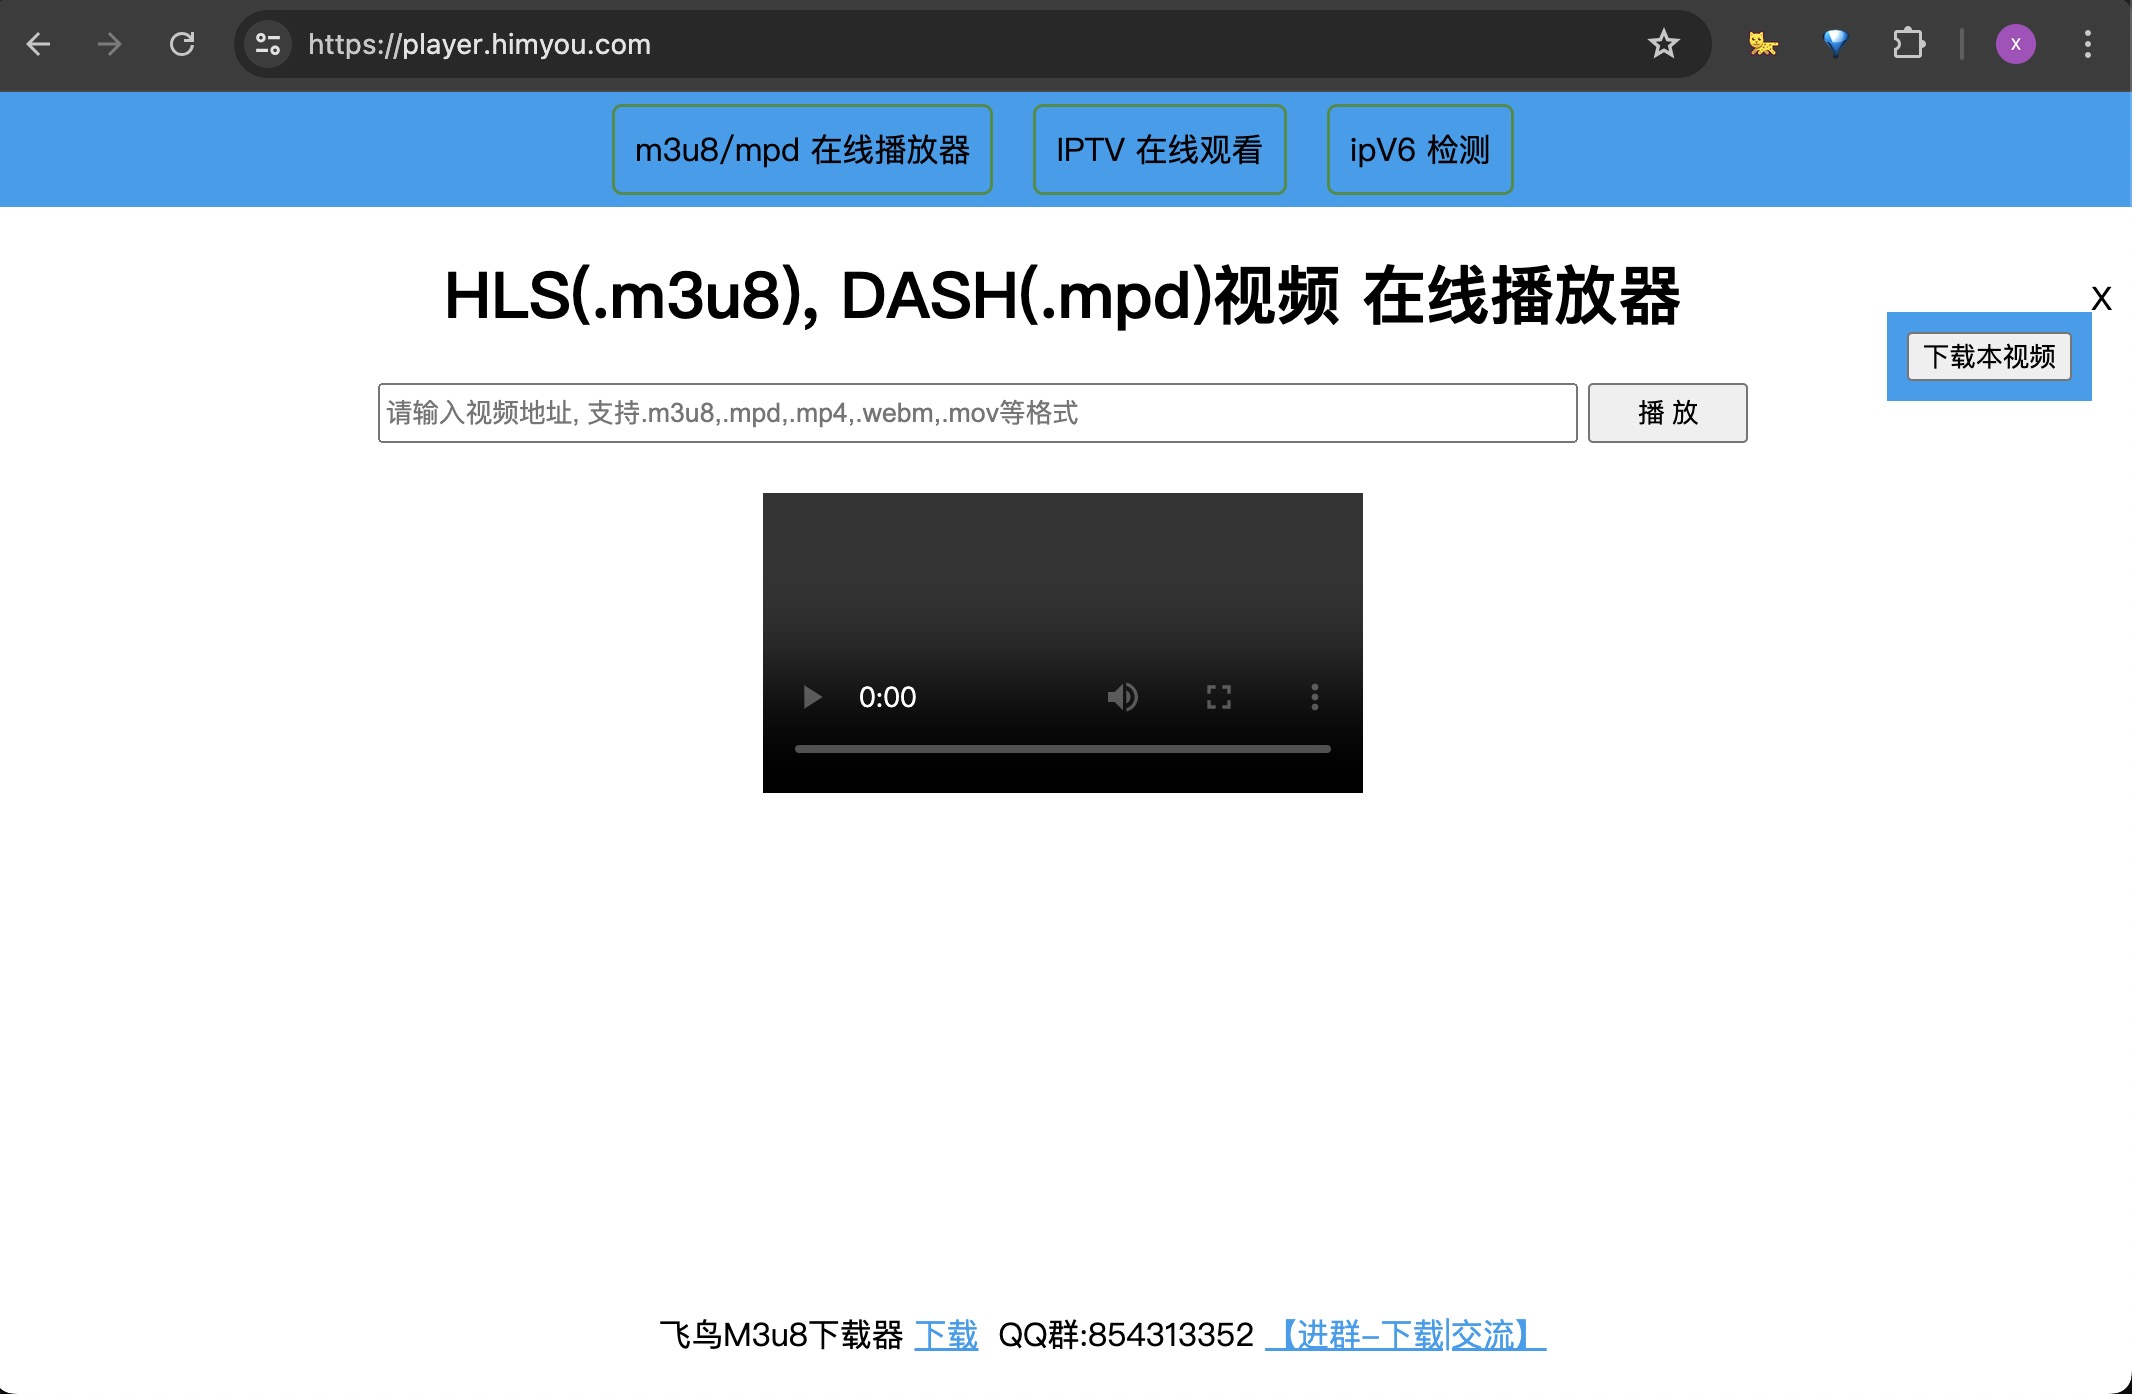 https://player.himyou.com
x
m3u8/mpd 在线播放器 IPTV 在线观看 ipV6 检测
HLS(.m3u8), DASH(.mpd)视频 在线播放器
X
下载本视频
请输入视频地址, 支持.m3u8,.mpd,.mp4,.webm,.mov等格式 播 放
0:00
飞鸟M3u8下载器 下载 QQ群:854313352 【进群-下载|交流】